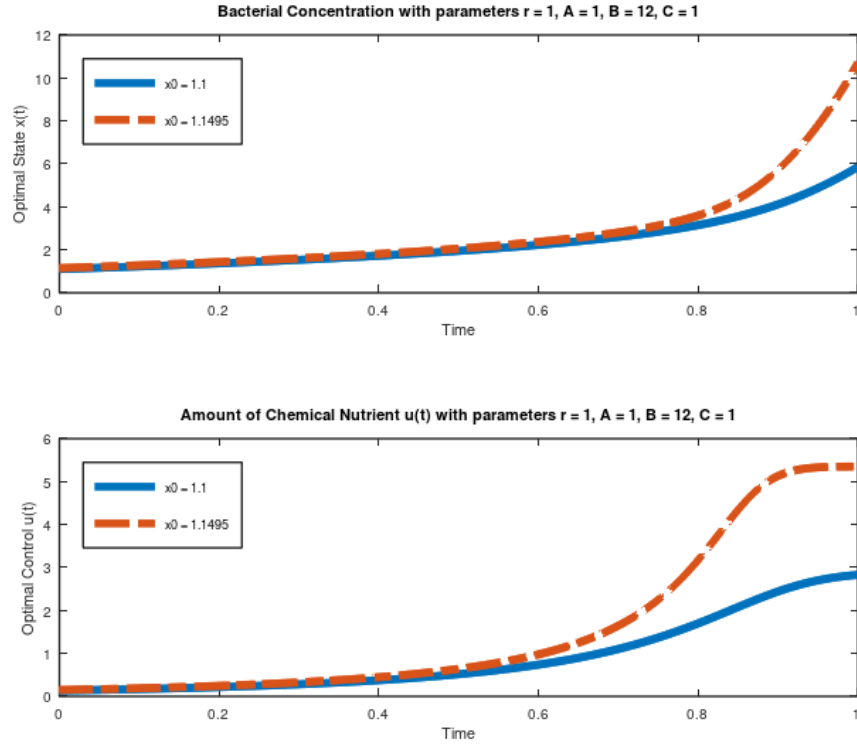 Bacterial Concentration with parameters r = 1, A = 1, B = 12, C = 1
12
10
8
6
4
2
0
Optimal State x(t)
x0 = 1.1
x0 = 1.1495
0 0.2 0.4 0.6 0.8 1
Time
Amount of Chemical Nutrient u(t) with parameters r = 1, A = 1, B = 12, C = 1
6
5
4
3
2
1
0
Optimal Control u(t)
x0 = 1.1
x0 = 1.1495
0 0.2 0.4 0.6 0.8 1
Time